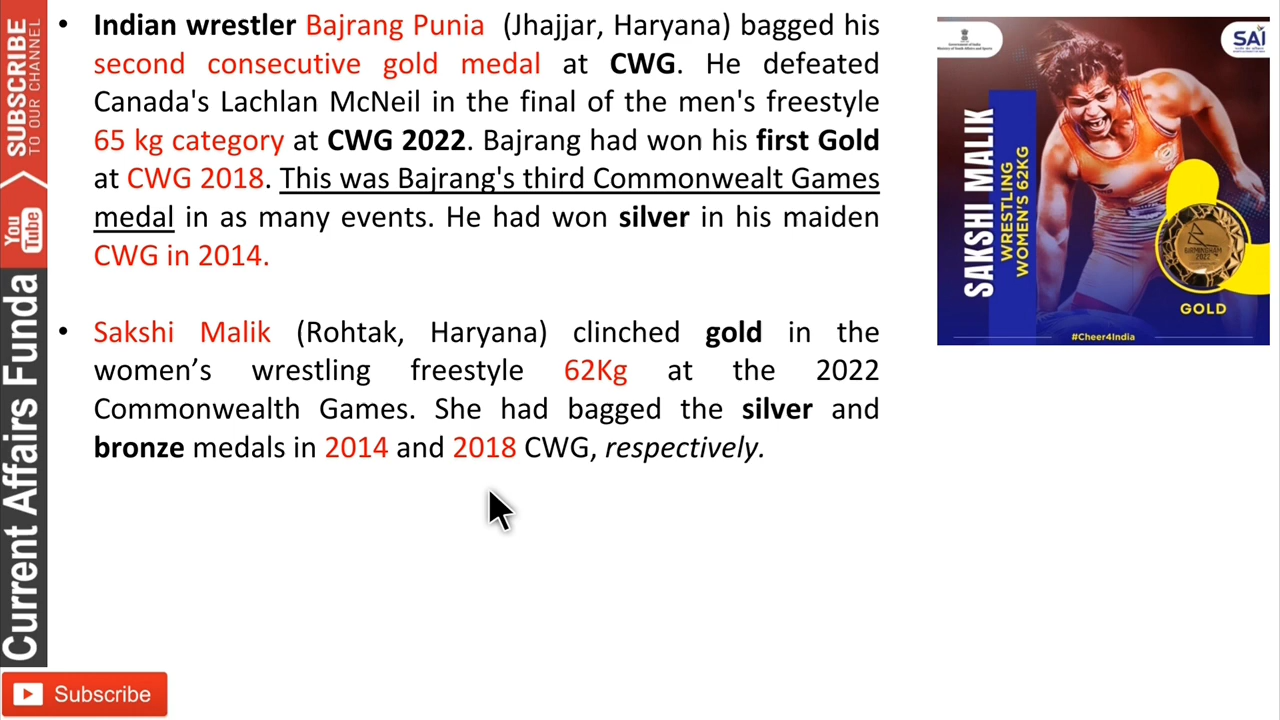 SUBSCRIBE
TO OUR CHANNEL
You
Tube
Current Affairs Funda
Subscribe
• Indian wrestler Bajrang Punia (Jhajjar, Haryana) bagged his
second consecutive gold medal at CWG. He defeated
Canada's Lachlan McNeil in the final of the men's freestyle
65 kg category at CWG 2022. Bajrang had won his first Gold
at CWG 2018. This was Bajrang's third Commonwealt Games
medal in as many events. He had won silver in his maiden
CWG in 2014.
• Sakshi Malik (Rohtak, Haryana) clinched gold in the
women’s wrestling freestyle 62Kg at the 2022
Commonwealth Games. She had bagged the silver and
bronze medals in 2014 and 2018 CWG, respectively.
SAI
SAKSHI MALIK
WRESTLING
WOMEN'S 62KG
BIRMINGHAM
2022
GOLD
#Cheer4India